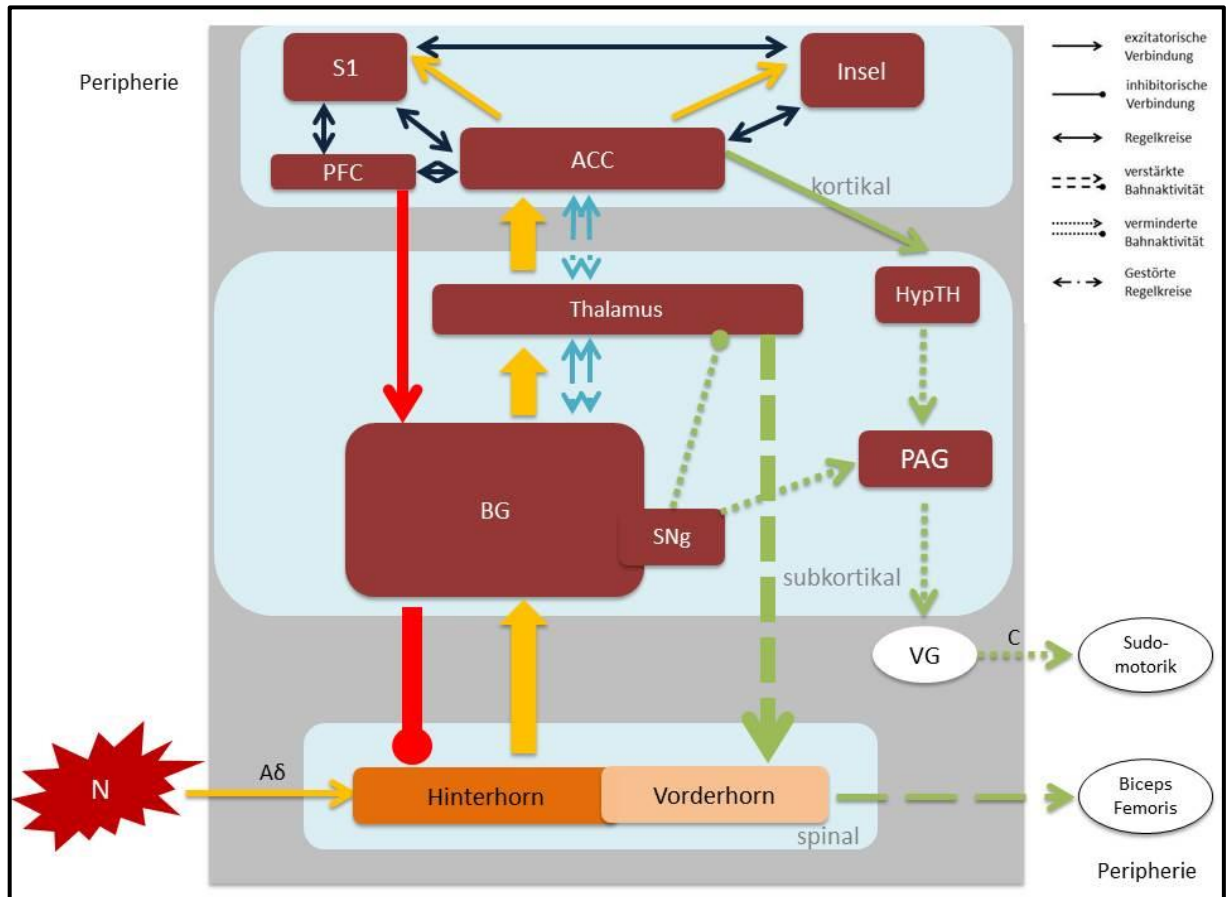 Peripherie
S1
Insel
PFC
ACC
kortikal
Thalamus
HypTH
BG
SNg
PAG
subkortikal
VG
C
Sudo-
motorik
N
Aδ
Hinterhorn
Vorderhorn
spinal
Biceps
Femoris
Peripherie
exzitatorische
Verbindung
inhibitorische
Verbindung
Regelkreise
verstärkte
Bahnaktivität
verminderte
Bahnaktivität
Gestörte
Regelkreise